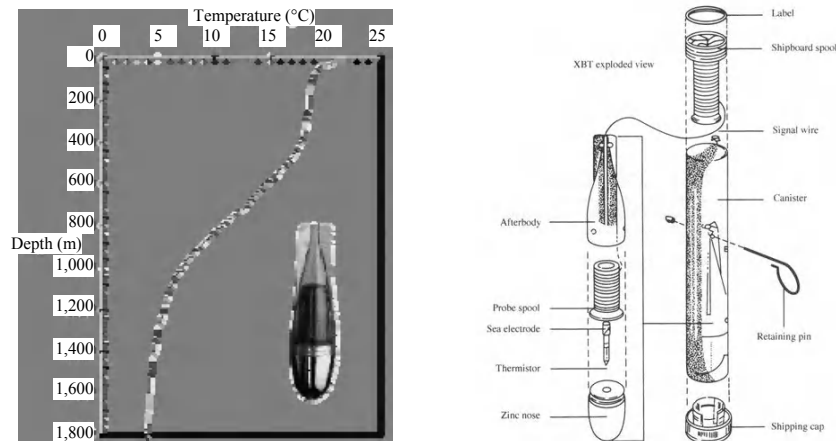 Temperature (°C)
0 5 10 15 20 25
0
200
400
600
800
Depth (m)
1,000
1,200
1,400
1,600
1,800
XBT exploded view
Label
Shipboard spool
Signal wire
Canister
Afterbody
Probe spool
Sea electrode
Retaining pin
Thermistor
Zinc nose
Shipping cap